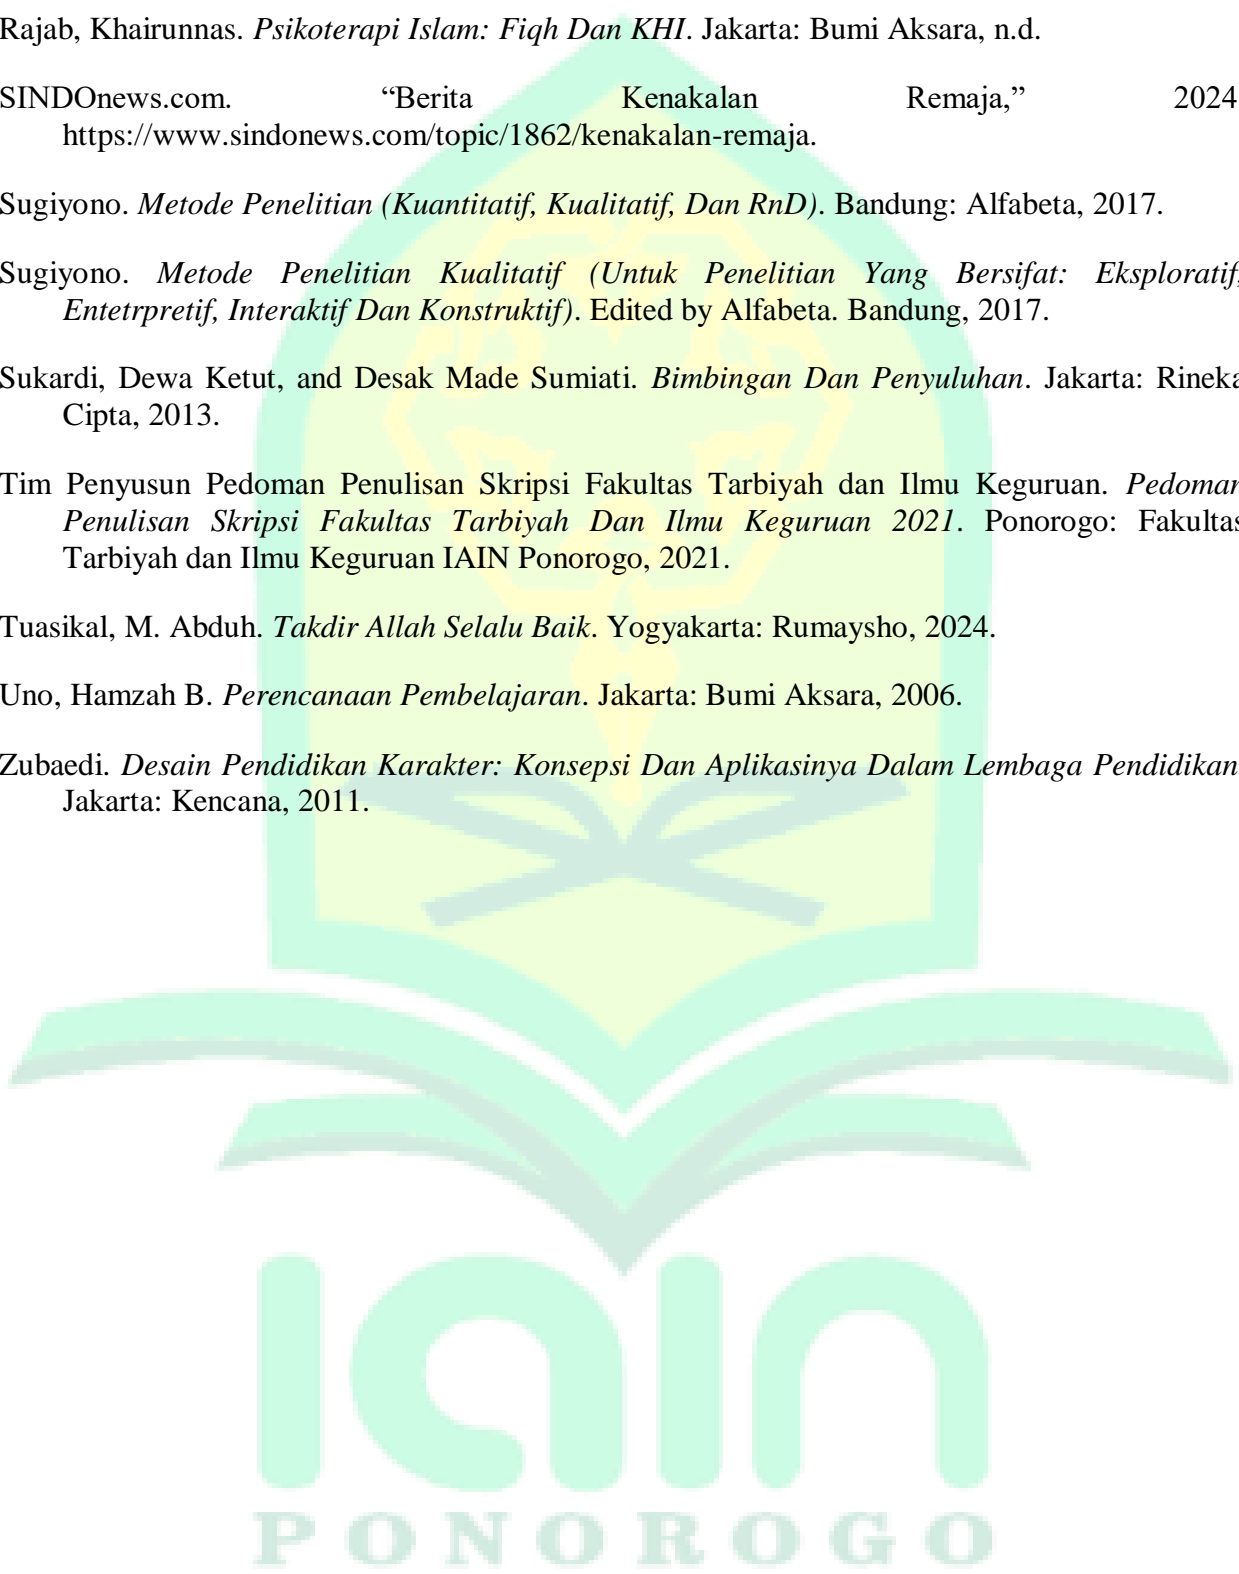 Rajab, Khairunnas. Psikoterapi Islam: Fiqh Dan KHI. Jakarta: Bumi Aksara, n.d.
SINDOnews.com. “Berita Kenakalan Remaja,” 2024
https://www.sindonews.com/topic/1862/kenakalan-remaja.
Sugiyono. Metode Penelitian (Kuantitatif, Kualitatif, Dan RnD). Bandung: Alfabeta, 2017.
Sugiyono. Metode Penelitian Kualitatif (Untuk Penelitian Yang Bersifat: Eksploratif,
Entetrpretif, Interaktif Dan Konstruktif). Edited by Alfabeta. Bandung, 2017.
Sukardi, Dewa Ketut, and Desak Made Sumiati. Bimbingan Dan Penyuluhan. Jakarta: Rineka
Cipta, 2013.
Tim Penyusun Pedoman Penulisan Skripsi Fakultas Tarbiyah dan Ilmu Keguruan. Pedoman
Penulisan Skripsi Fakultas Tarbiyah Dan Ilmu Keguruan 2021. Ponorogo: Fakultas
Tarbiyah dan Ilmu Keguruan IAIN Ponorogo, 2021.
Tuasikal, M. Abduh. Takdir Allah Selalu Baik. Yogyakarta: Rumaysho, 2024.
Uno, Hamzah B. Perencanaan Pembelajaran. Jakarta: Bumi Aksara, 2006.
Zubaedi. Desain Pendidikan Karakter: Konsepsi Dan Aplikasinya Dalam Lembaga Pendidikan
Jakarta: Kencana, 2011.
iain
PONOROGO